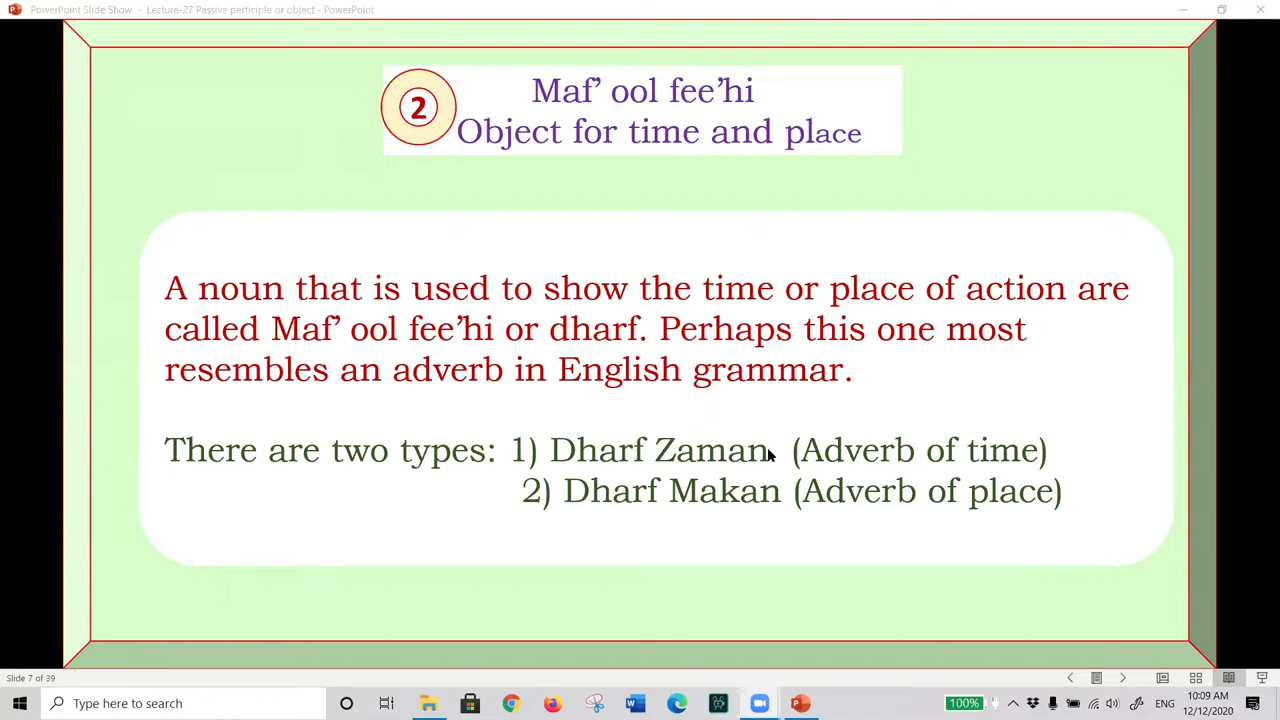 PowerPoint Slide Show - Lecture-27 Passive perticiple or object - PowerPoint
2
Maf’ ool fee’hi
Object for time and place
A noun that is used to show the time or place of action are
called Maf’ ool fee’hi or dharf. Perhaps this one most
resembles an adverb in English grammar.
There are two types: 1) Dharf Zaman (Adverb of time)
2) Dharf Makan (Adverb of place)
Slide 7 of 39
Type here to search
100%
ENG
10:09 AM
12/12/2020